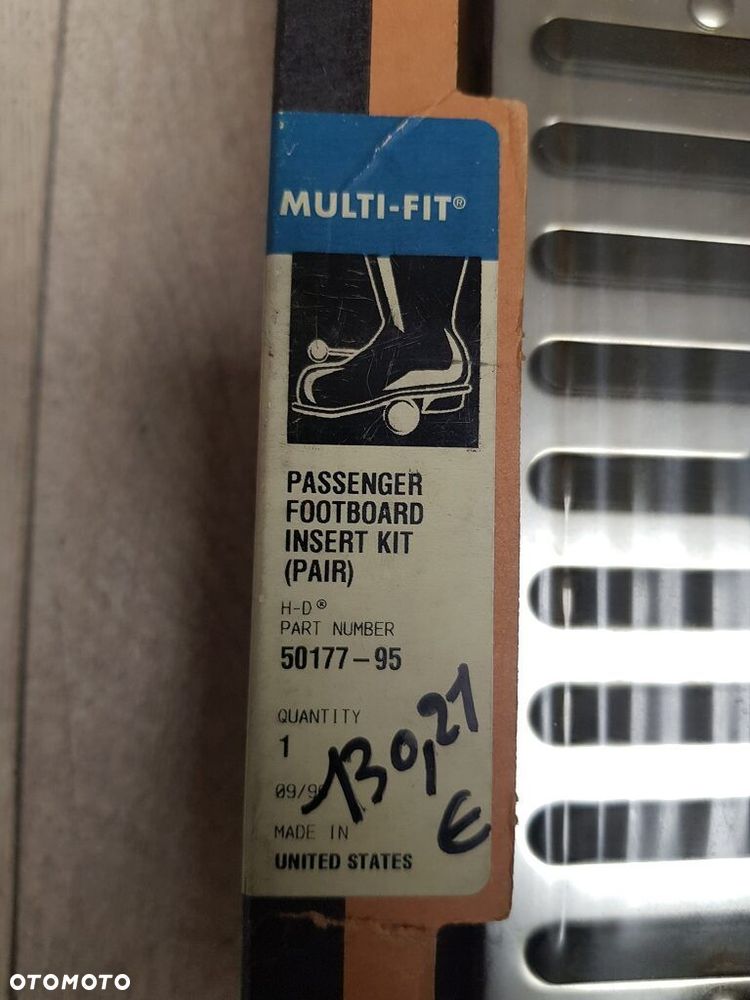 MULTI-FIT®
PASSENGER
FOOTBOARD
INSERT KIT
(PAIR)
H-D®
PART NUMBER
50177-95
QUANTITY
1
130,21
€
MADE IN
UNITED STATES
OTOMOTO